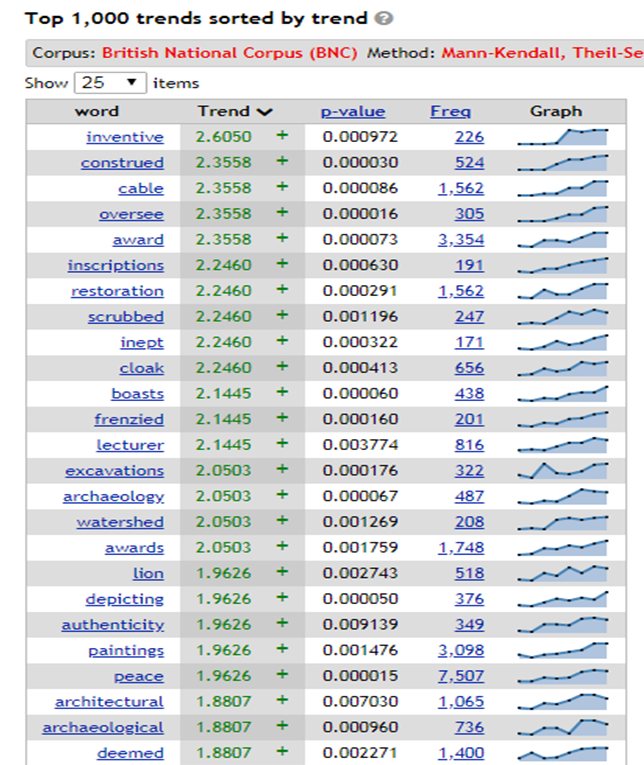 Top 1,000 trends sorted by trend ?
Corpus: British National Corpus (BNC) Method: Mann-Kendall, Theil-Se
Show 25 items
word Trend p-value Freq Graph
inventive 2.6050 + 0.000972 226
construed 2.3558 + 0.000030 524
cable 2.3558 + 0.000086 1,562
oversee 2.3558 + 0.000016 305
award 2.3558 + 0.000073 3,354
inscriptions 2.2460 + 0.000630 191
restoration 2.2460 + 0.000291 1,562
scrubbed 2.2460 + 0.001196 247
inept 2.2460 + 0.000322 171
cloak 2.2460 + 0.000413 656
boasts 2.1445 + 0.000060 438
frenzied 2.1445 + 0.000160 201
lecturer 2.1445 + 0.003774 816
excavations 2.0503 + 0.000176 322
archaeology 2.0503 + 0.000067 487
watershed 2.0503 + 0.001269 208
awards 2.0503 + 0.001759 1,748
lion 1.9626 + 0.002743 518
depicting 1.9626 + 0.000050 376
authenticity 1.9626 + 0.009139 349
paintings 1.9626 + 0.001476 3,098
peace 1.9626 + 0.000015 7,507
architectural 1.8807 + 0.007030 1,065
archaeological 1.8807 + 0.000960 736
deemed 1.8807 + 0.002271 1,400